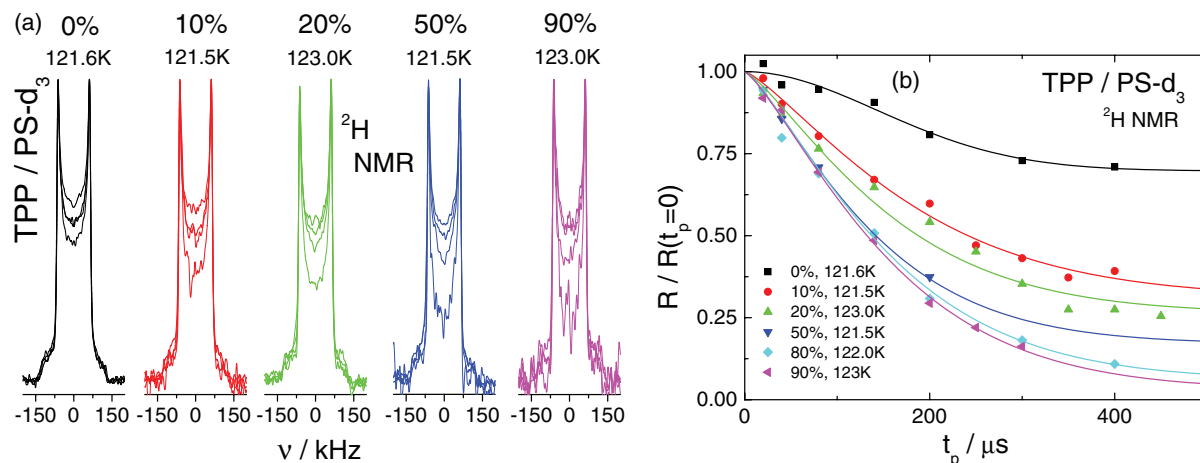 (a)
0% 10% 20% 50% 90%
121.6K 121.5K 123.0K 121.5K 123.0K
TPP / PS-d₃
²H
NMR
-150 0 150 -150 0 150 -150 0 150 -150 0 150 -150 0 150
ν / kHz
(b)
TPP / PS-d₃
²H NMR
R / R(tₚ=0)
1.00
0.75
0.50
0.25
0.00
0%, 121.6K
10%, 121.5K
20%, 123.0K
50%, 121.5K
80%, 122.0K
90%, 123K
0 200 400
tₚ / μs